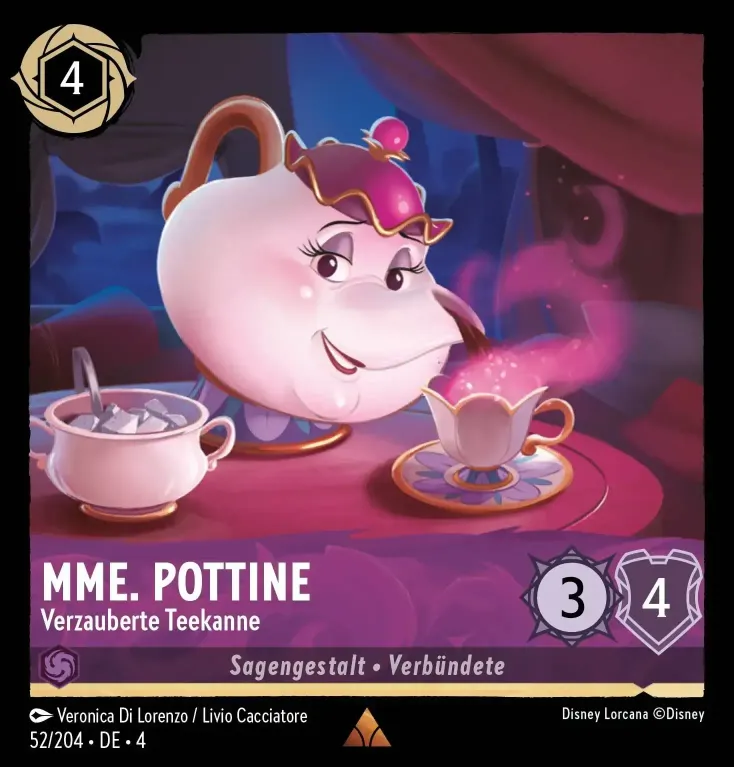 4
MME. POTTINE
Verzauberte Teekanne
3
4
Sagengestalt • Verbündete
Veronica Di Lorenzo / Livio Cacciatore
Disney Lorcana ©Disney
52/204 • DE • 4